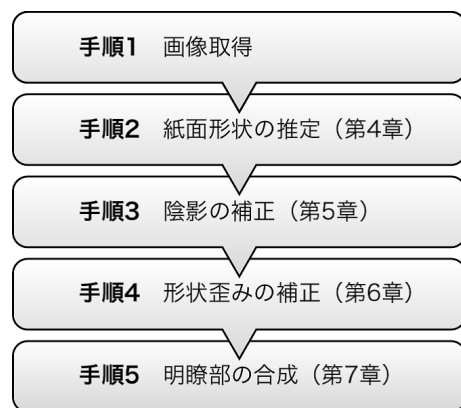 手順1 画像取得
手順2 紙面形状の推定（第4章）
手順3 陰影の補正（第5章）
手順4 形状歪みの補正（第6章）
手順5 明瞭部の合成（第7章）